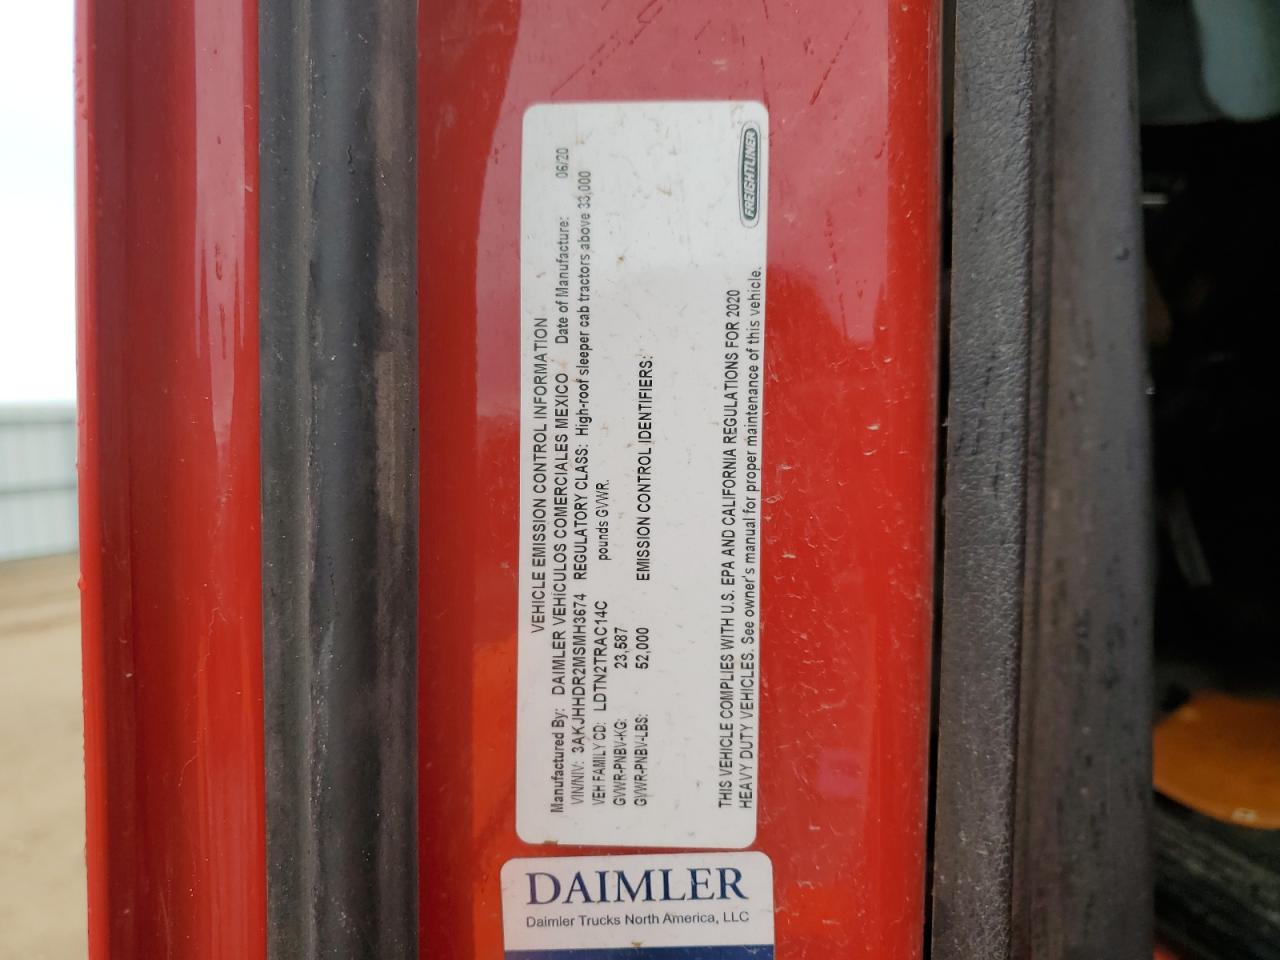 VEHICLE EMISSION CONTROL INFORMATION
Manufactured By: DAIMLER VEHICULOS COMERCIALES MEXICO Date of Manufacture: 06/20
VIN/NIV: 3AKJHHDR2MSMH3674 REGULATORY CLASS: High-roof sleeper cab tractors above 33,000
VEH FAMILY CD: LDTN2TRAC14C pounds GVWR.
GVWR-PNBV-KG: 23,587
GVWR-PNBV-LBS: 52,000 EMISSION CONTROL IDENTIFIERS:
THIS VEHICLE COMPLIES WITH U.S. EPA AND CALIFORNIA REGULATIONS FOR 2020
HEAVY DUTY VEHICLES. See owner's manual for proper maintenance of this vehicle.
FREIGHTLINER
DAIMLER
Daimler Trucks North America, LLC